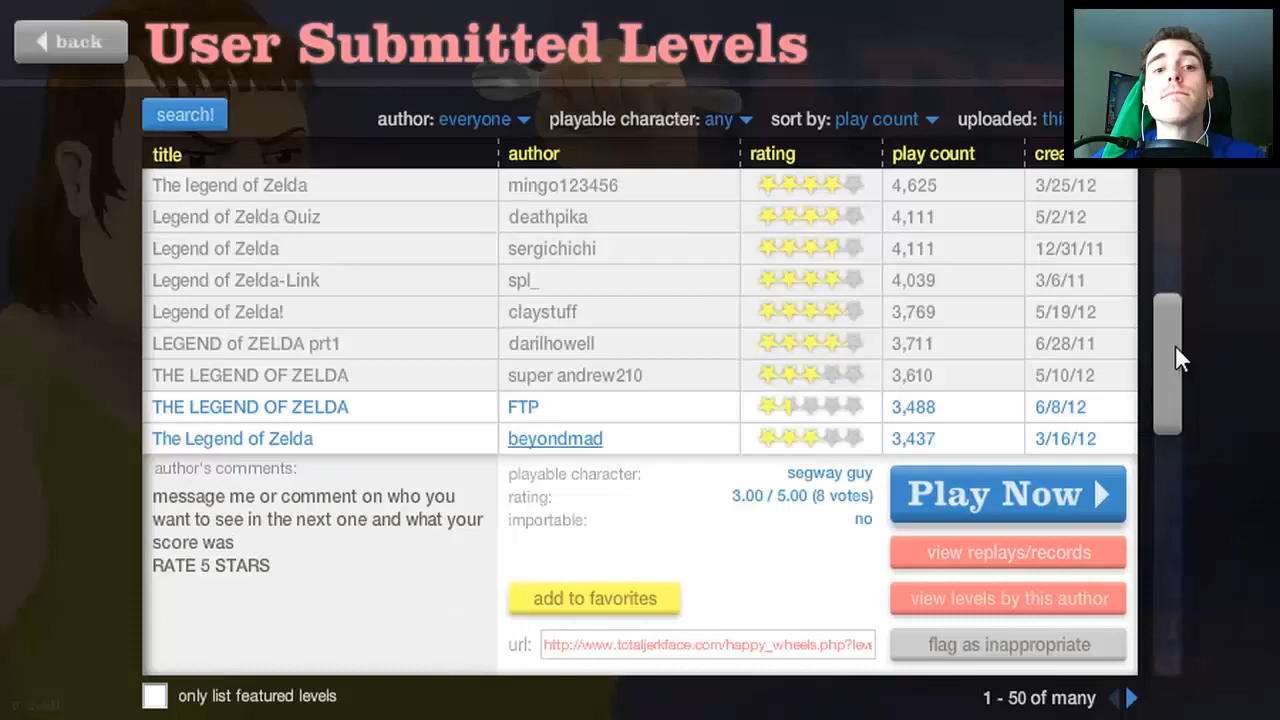 back
User Submitted Levels
search!
author: everyone
playable character: any
sort by: play count
uploaded: thi
title author rating play count crea
The legend of Zelda mingo123456 4,625 3/25/12
Legend of Zelda Quiz deathpika 4,111 5/2/12
Legend of Zelda sergichichi 4,111 12/31/11
Legend of Zelda-Link spl_ 4,039 3/6/11
Legend of Zelda! claystuff 3,769 5/19/12
LEGEND of ZELDA prt1 darilhowell 3,711 6/28/11
THE LEGEND OF ZELDA super andrew210 3,610 5/10/12
THE LEGEND OF ZELDA FTP 3,488 6/8/12
The Legend of Zelda beyondmad 3,437 3/16/12
author's comments:
message me or comment on who you
want to see in the next one and what your
score was
RATE 5 STARS
playable character: segway guy
rating: 3.00 / 5.00 (8 votes)
importable: no
add to favorites
url: http://www.totaljerkface.com/happy_wheels.php?leve
Play Now
view replays/records
view levels by this author
flag as inappropriate
only list featured levels
1 - 50 of many